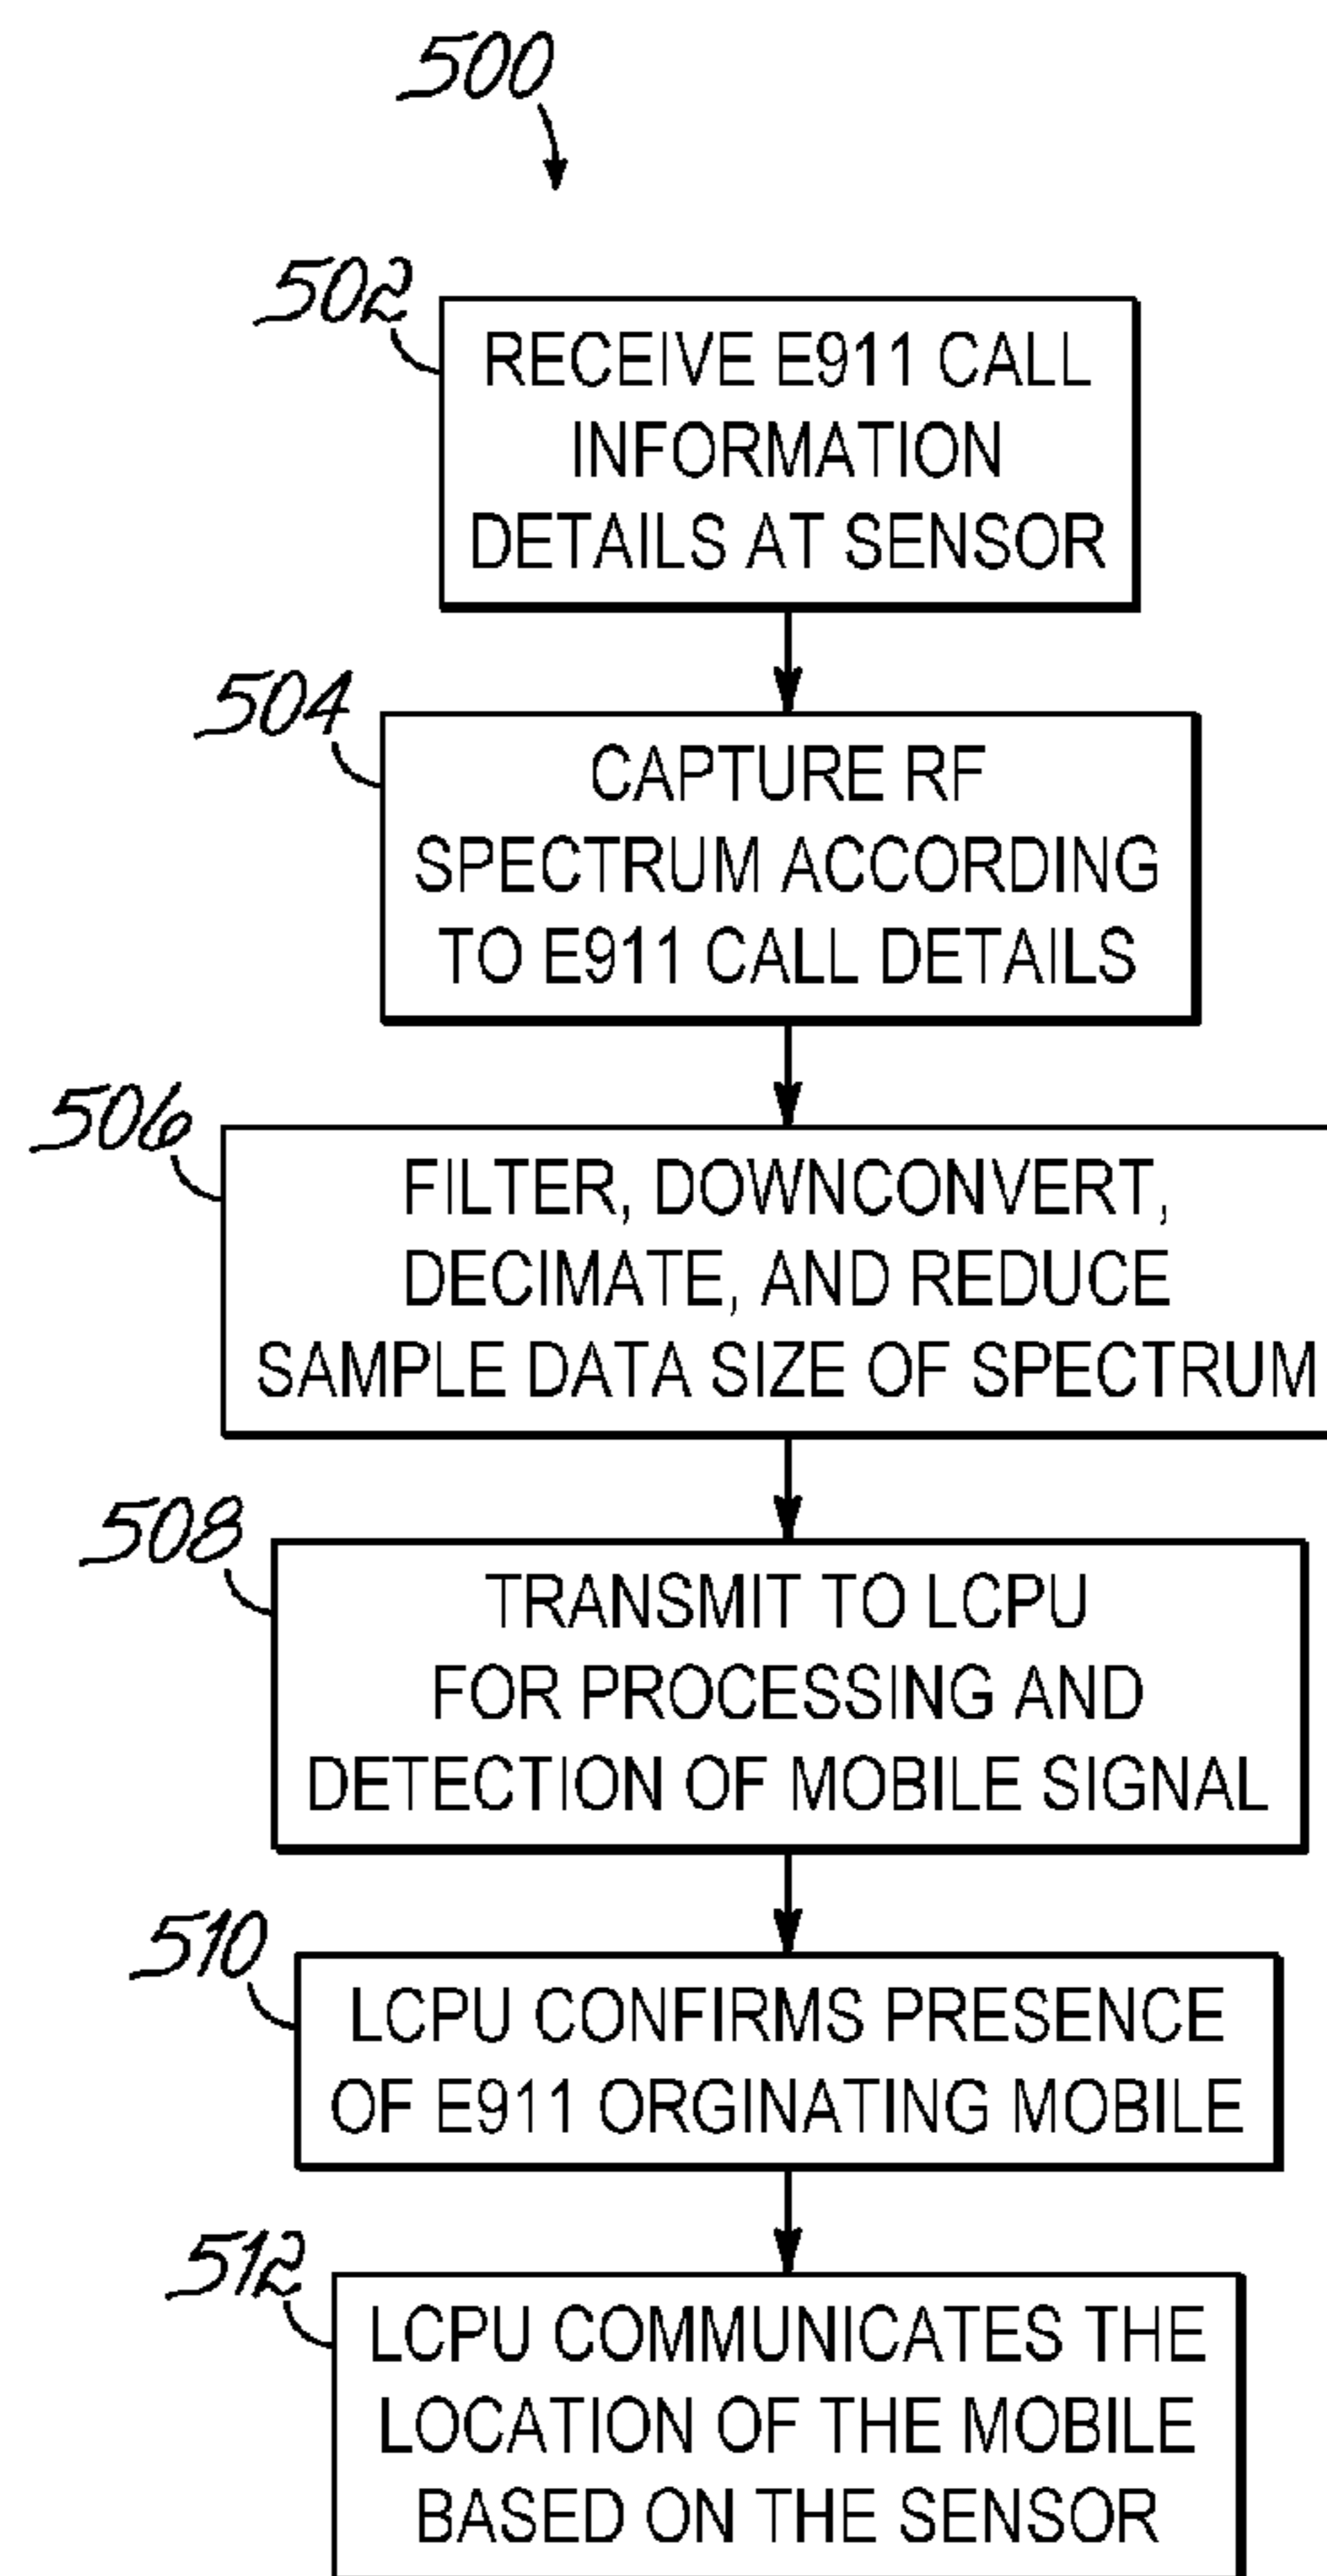 500
502
RECEIVE E911 CALL
INFORMATION
DETAILS AT SENSOR
504
CAPTURE RF
SPECTRUM ACCORDING
TO E911 CALL DETAILS
506
FILTER, DOWNCONVERT,
DECIMATE, AND REDUCE
SAMPLE DATA SIZE OF SPECTRUM
508
TRANSMIT TO LCPU
FOR PROCESSING AND
DETECTION OF MOBILE SIGNAL
510
LCPU CONFIRMS PRESENCE
OF E911 ORGINATING MOBILE
512
LCPU COMMUNICATES THE
LOCATION OF THE MOBILE
BASED ON THE SENSOR